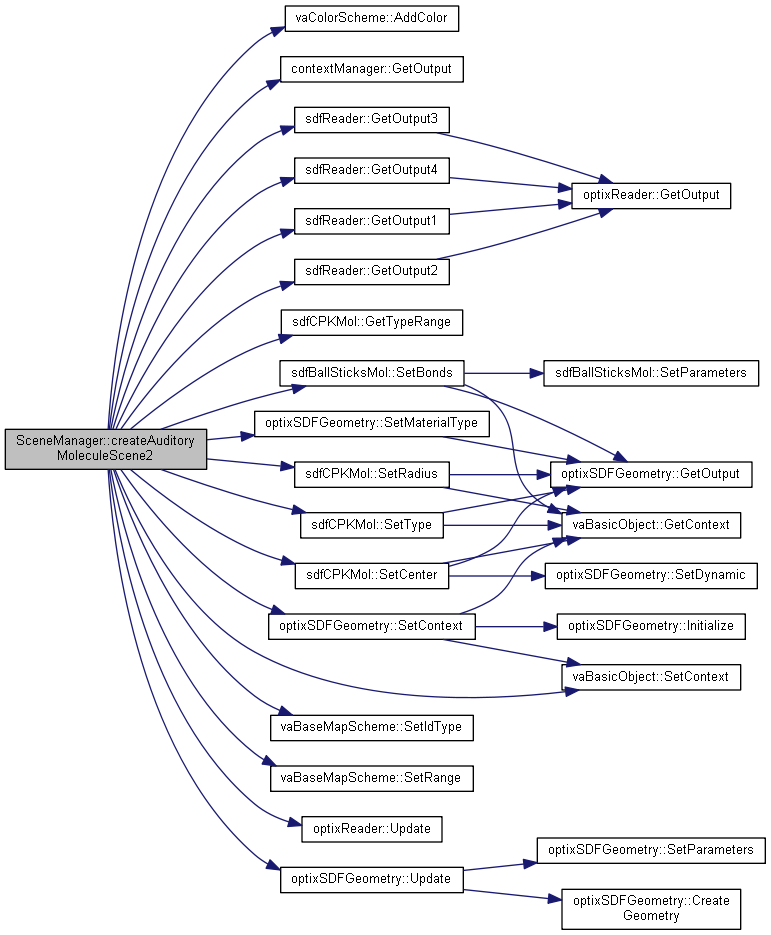 vaColorScheme::AddColor
contextManager::GetOutput
sdfReader::GetOutput3
sdfReader::GetOutput4
optixReader::GetOutput
sdfReader::GetOutput1
sdfReader::GetOutput2
sdfCPKMol::GetTypeRange
sdfBallSticksMol::SetBonds
sdfBallSticksMol::SetParameters
optixSDFGeometry::SetMaterialType
SceneManager::createAuditory
MoleculeScene2
sdfCPKMol::SetRadius
optixSDFGeometry::GetOutput
sdfCPKMol::SetType
vaBasicObject::GetContext
sdfCPKMol::SetCenter
optixSDFGeometry::SetDynamic
optixSDFGeometry::SetContext
optixSDFGeometry::Initialize
vaBasicObject::SetContext
vaBaseMapScheme::SetIdType
vaBaseMapScheme::SetRange
optixReader::Update
optixSDFGeometry::SetParameters
optixSDFGeometry::Update
optixSDFGeometry::Create
Geometry